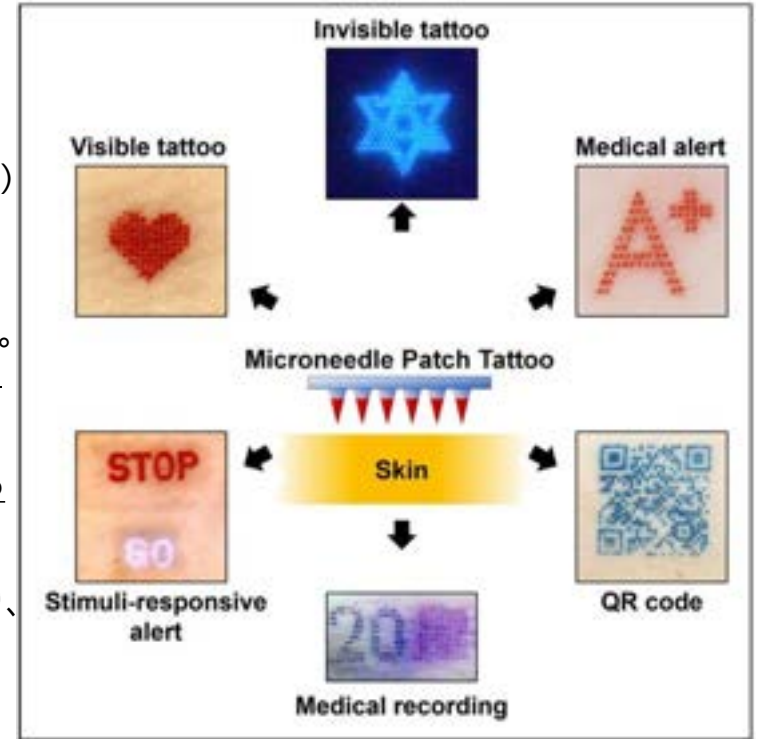 Invisible tattoo
Visible tattoo
Medical alert
)
A+
。
Microneedle Patch Tattoo
STOP
Skin
GO
、
Stimuli-responsive
alert
QR code
20
Medical recording